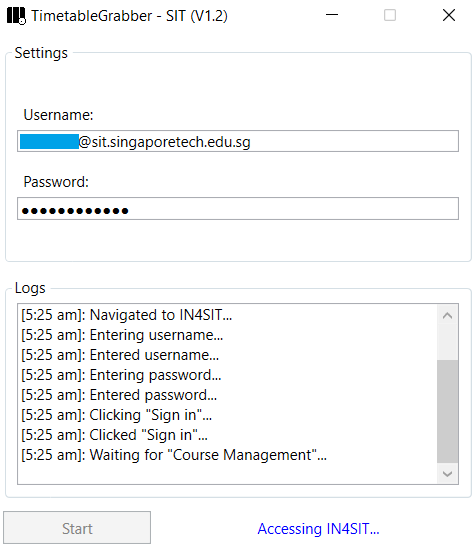 TimetableGrabber - SIT (V1.2)
Settings
Username:
@sit.singaporetech.edu.sg
Password:
●●●●●●●●●●●●
Logs
[5:25 am]: Navigated to IN4SIT...
[5:25 am]: Entering username...
[5:25 am]: Entered username...
[5:25 am]: Entering password...
[5:25 am]: Entered password...
[5:25 am]: Clicking "Sign in"...
[5:25 am]: Clicked "Sign in"...
[5:25 am]: Waiting for "Course Management"...
Start
Accessing IN4SIT...